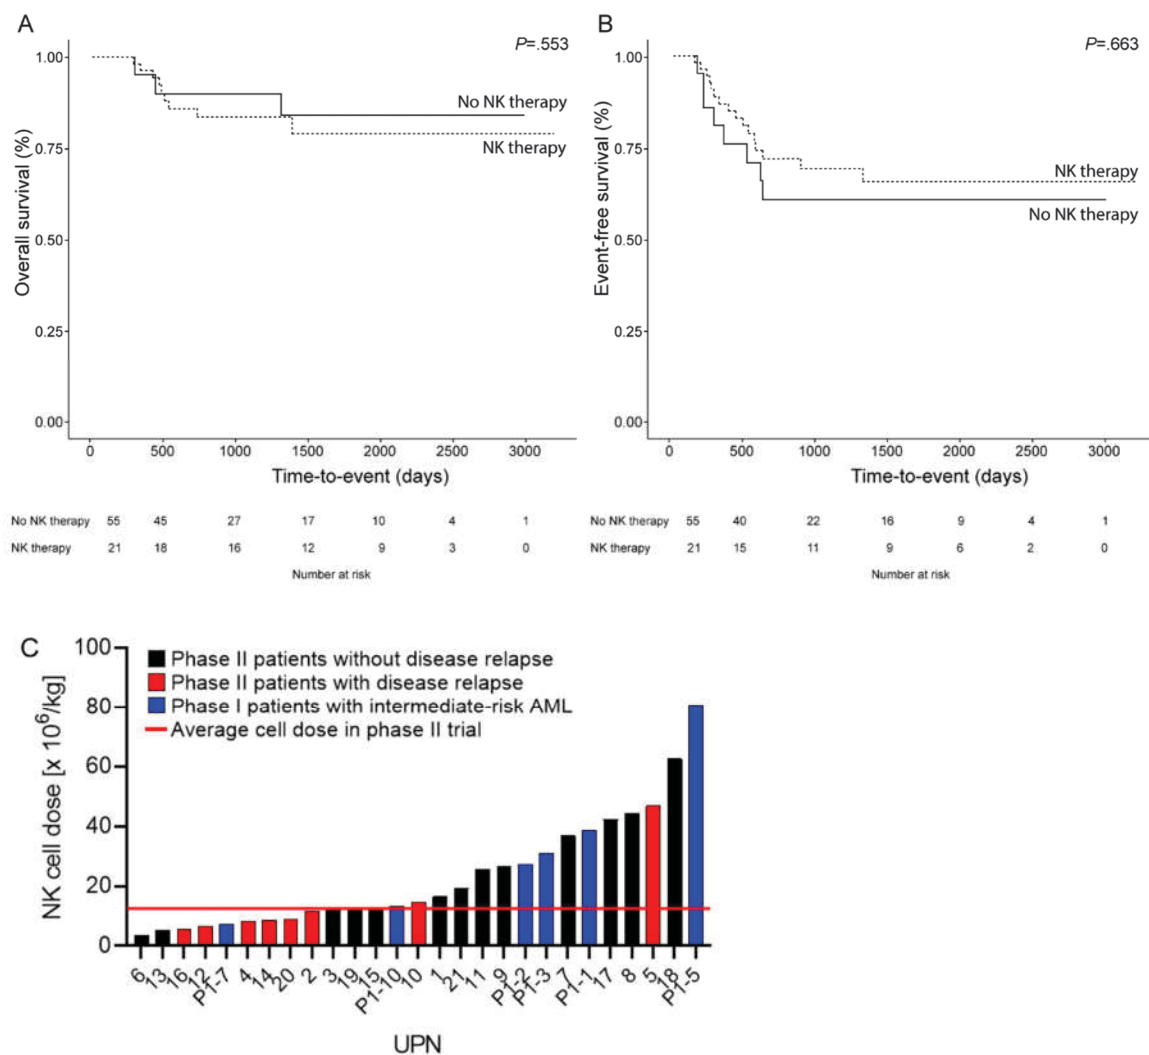 A
P=.553
1.00
0.75
0.50
0.25
0.00
Overall survival (%)
No NK therapy
NK therapy
0 500 1000 1500 2000 2500 3000
Time-to-event (days)
No NK therapy 55 45 27 17 10 4 1
NK therapy 21 18 16 12 9 3 0
Number at risk
B
P=.663
1.00
0.75
0.50
0.25
0.00
Event-free survival (%)
NK therapy
No NK therapy
0 500 1000 1500 2000 2500 3000
Time-to-event (days)
No NK therapy 55 40 22 16 9 4 1
NK therapy 21 15 11 9 6 2 0
Number at risk
C
100
80
60
40
20
0
NK cell dose [x 10⁶/kg]
Phase II patients without disease relapse
Phase II patients with disease relapse
Phase I patients with intermediate-risk AML
Average cell dose in phase II trial
6 13 16 12 P1-7 4 14 20 2 3 19 15 P1-10 10 1 21 11 9 P1-2 P1-3 7 P1-1 17 8 5 18 P1-5
UPN